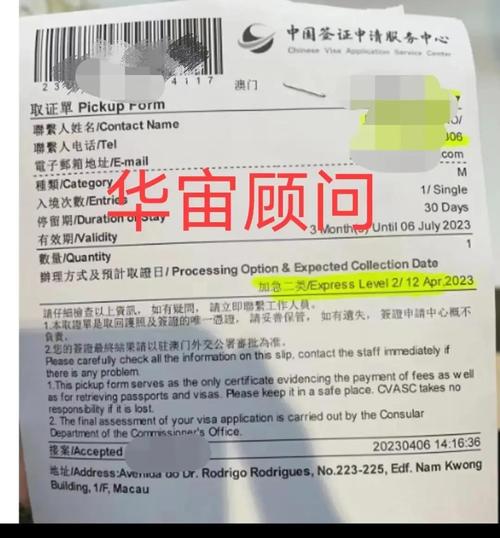 中国签证申请服务中心
Chinese Visa Application Service Center
4117
澳门
取证單 Pickup Form
聯繫人姓名/Contact Name
聯繫人电话/Tel
006
電子郵箱地址/E-mail
.com
種類/Category
M
入境次數/Entries
1/ Single
停留期/Duration of Stay
30 Days
有效期/Validity
3 Month(s) Until 06 July 2023
數量/Quantity
1
辦理方式及預計取證日/ Processing Option & Expected Collection Date
加急二类/Express Level 2/ 12 Apr,2023
华宙顾问
請仔細檢查以上資訊, 如有疑問, 請立即聯繫工作人員。
1.本取證單是取回護照及簽證的唯一憑證, 請妥善保管, 如有遺失, 簽證申請中心概不
負責。
2.您的簽證最終結果請以駐澳門外交公署審批為准。
Please carefully check all the information on this slip, contact the staff immediately if
there is any problem.
1.This pickup form serves as the only certificate evidencing the payment of fees as well
as for retrieving passports and visas. Please keep it in a safe place. CVASC takes no
responsibility if it is lost.
2. The final assessment of your visa application is carried out by the Consular
Department of the Commissioner's Office.
接案/Accepted
20230406 14:16:36
地址/Address:Avenida do Dr. Rodrigo Rodrigues, No.223-225, Edf. Nam Kwong
Building, 1/F, Macau